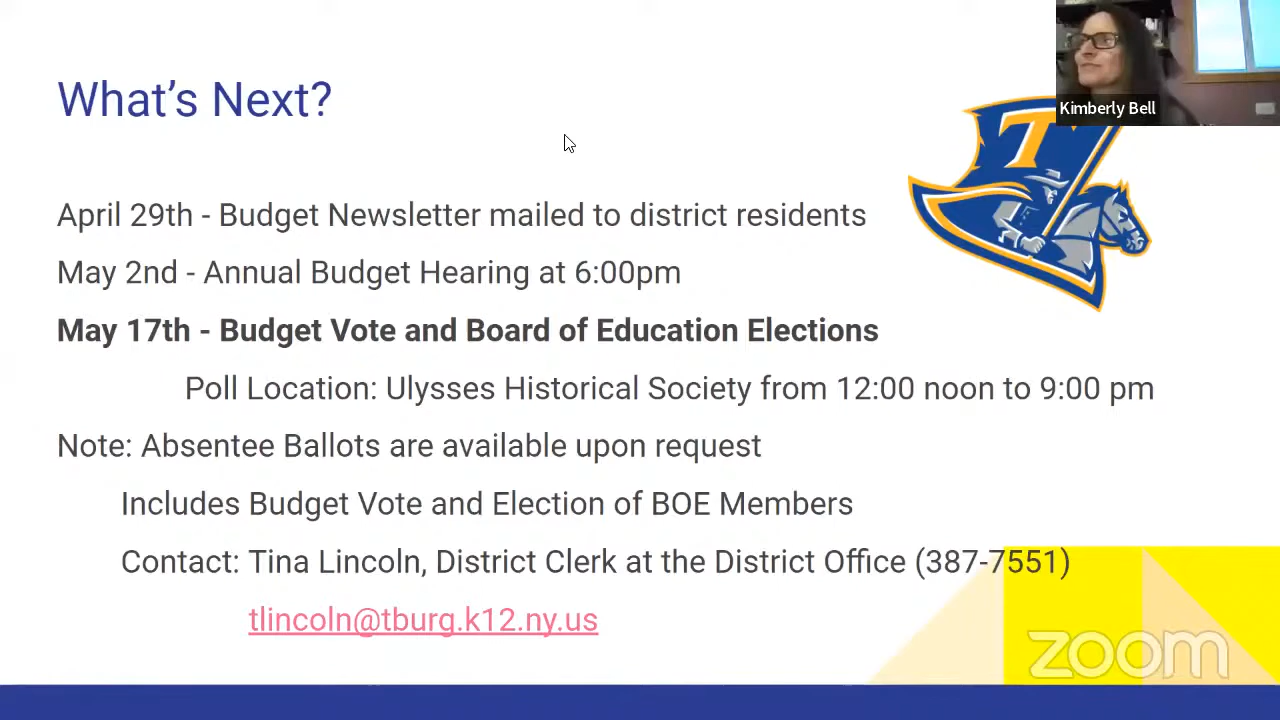 Kimberly Bell
What's Next?
T
April 29th - Budget Newsletter mailed to district residents
May 2nd - Annual Budget Hearing at 6:00pm
May 17th - Budget Vote and Board of Education Elections
Poll Location: Ulysses Historical Society from 12:00 noon to 9:00 pm
Note: Absentee Ballots are available upon request
Includes Budget Vote and Election of BOE Members
Contact: Tina Lincoln, District Clerk at the District Office (387-7551)
tlincoln@tburg.k12.ny.us
zoom